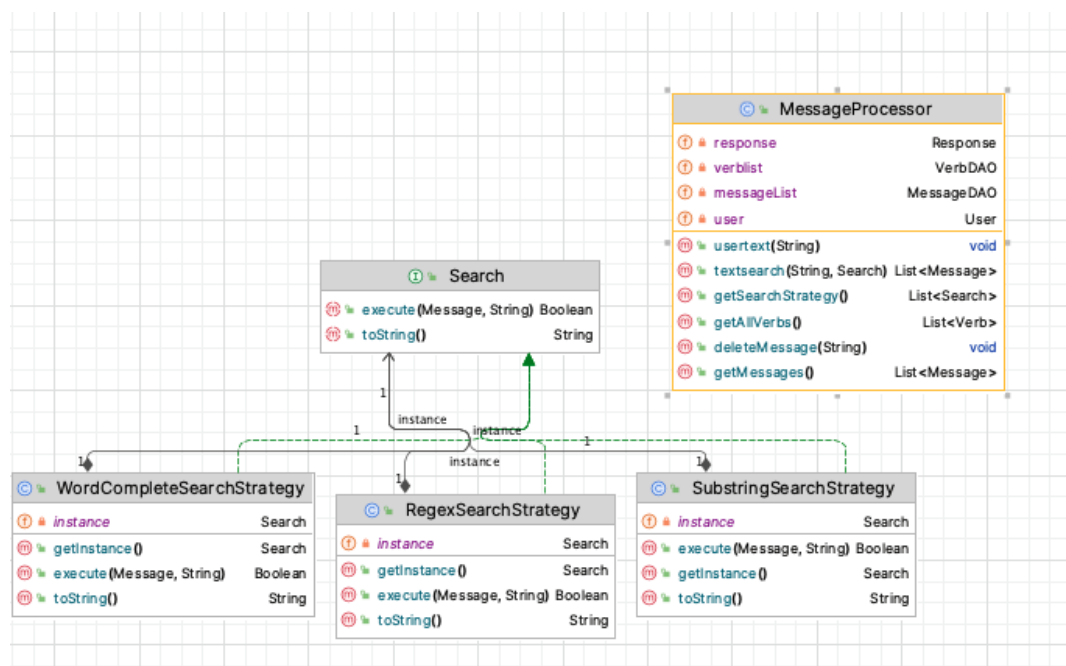 MessageProcessor
response Response
verblist VerbDAO
messageList MessageDAO
user User
usertext(String) void
textsearch(String, Search) List<Message>
getSearchStrategy() List<Search>
getAllVerbs() List<Verb>
deleteMessage(String) void
getMessages() List<Message>
Search
execute(Message, String) Boolean
toString() String
1
instance
instance
1
1
instance
1
1
1
WordCompleteSearchStrategy
instance Search
getInstance() Search
execute(Message, String) Boolean
toString() String
RegexSearchStrategy
instance Search
getInstance() Search
execute(Message, String) Boolean
toString() String
SubstringSearchStrategy
instance Search
execute(Message, String) Boolean
getInstance() Search
toString() String